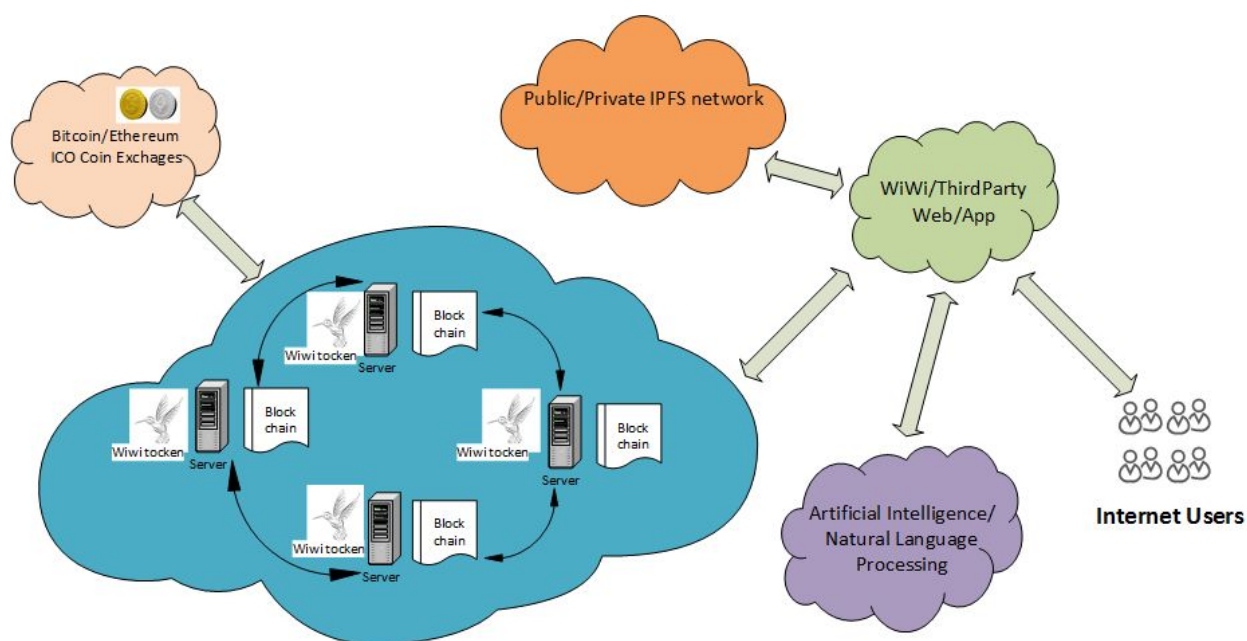 Public/Private IPFS network
Bitcoin/Ethereum
ICO Coin Exchages
WiWi/ThirdParty
Web/App
Block
chain
Wiwi tocken
Server
Block
chain
Wiwi tocken
Server
Block
chain
Wiwi tocken
Server
Block
chain
Wiwi tocken
Server
Artificial Intelligence/
Natural Language
Processing
Internet Users